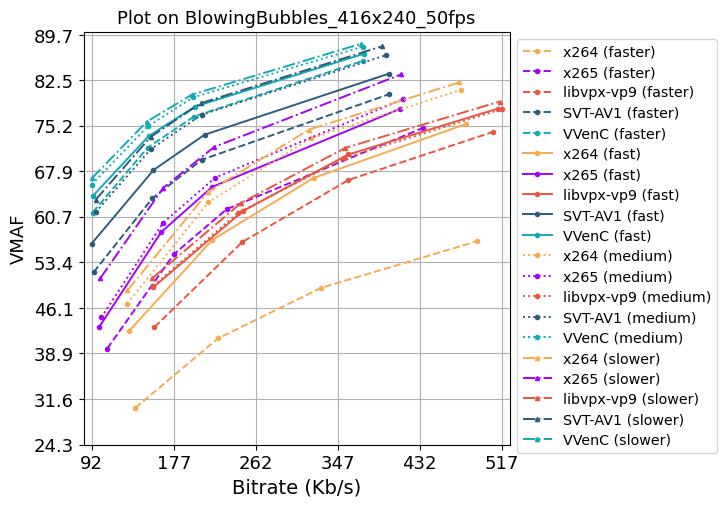 Plot on BlowingBubbles_416x240_50fps
89.7
82.5
75.2
67.9
60.7
53.4
46.1
38.9
31.6
24.3
VMAF
92 177 262 347 432 517
Bitrate (Kb/s)
x264 (faster)
x265 (faster)
libvpx-vp9 (faster)
SVT-AV1 (faster)
VVenC (faster)
x264 (fast)
x265 (fast)
libvpx-vp9 (fast)
SVT-AV1 (fast)
VVenC (fast)
x264 (medium)
x265 (medium)
libvpx-vp9 (medium)
SVT-AV1 (medium)
VVenC (medium)
x264 (slower)
x265 (slower)
libvpx-vp9 (slower)
SVT-AV1 (slower)
VVenC (slower)